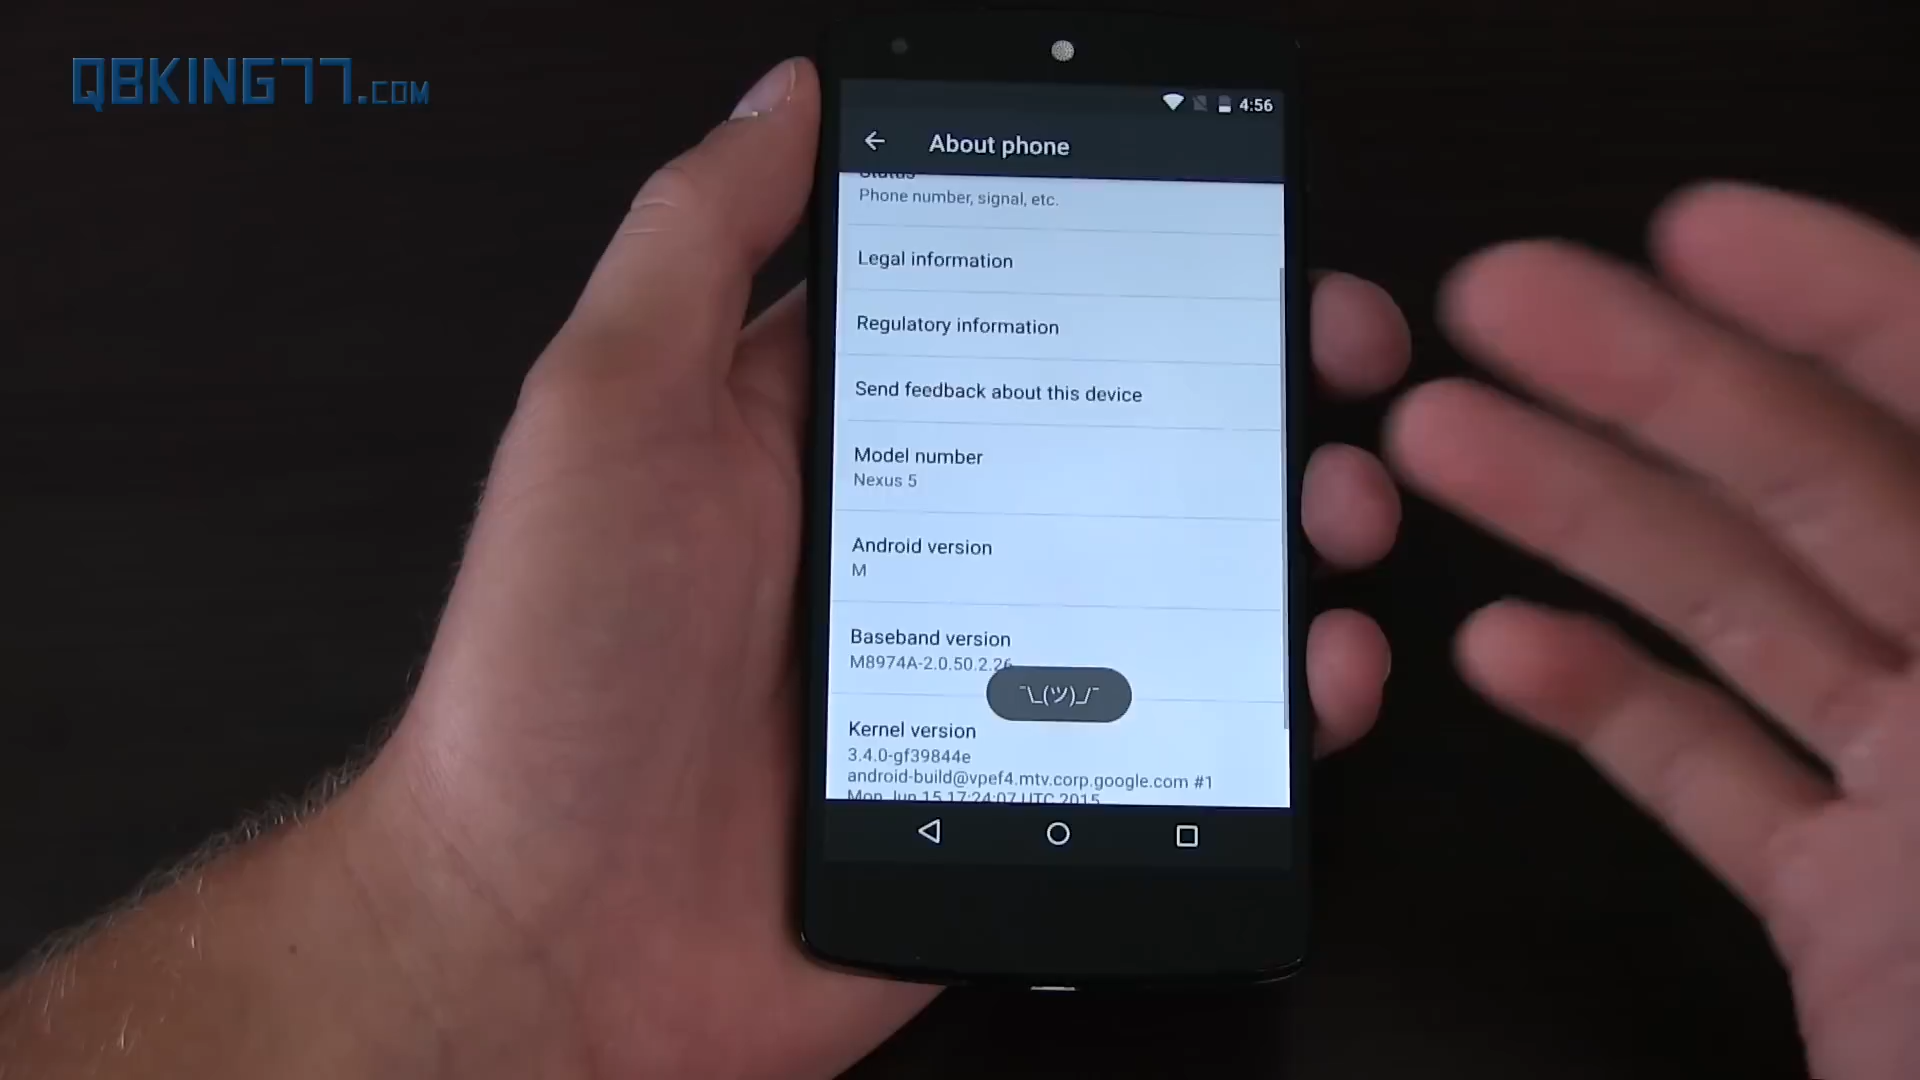 QBKING77.COM
4:56
About phone
Status
Phone number, signal, etc.
Legal information
Regulatory information
Send feedback about this device
Model number
Nexus 5
Android version
M
Baseband version
M8974A-2.0.50.2.26
¯\_(ツ)_/¯
Kernel version
3.4.0-gf39844e
android-build@vpef4.mtv.corp.google.com #1
Mon Jun 15 17:24:07 UTC 2015